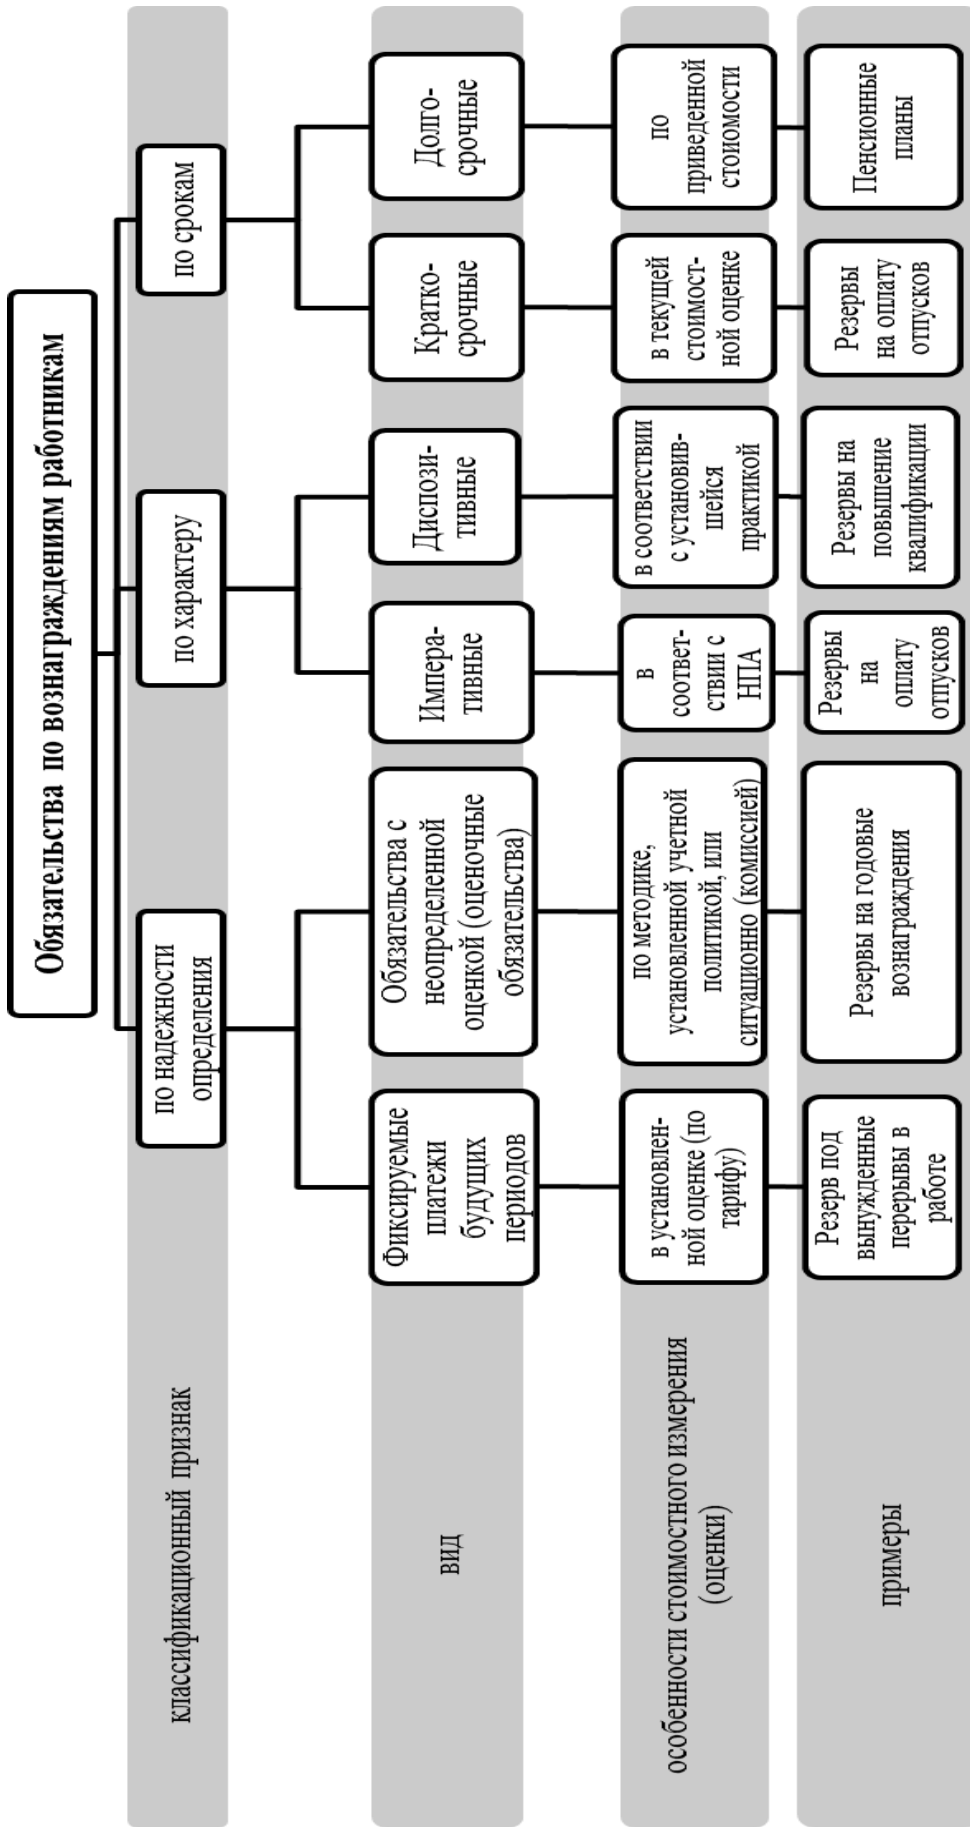 Обязательства по вознаграждениям работникам
классификационный признак
по надежности
определения
по характеру
по срокам
вид
Фиксируемые
платежи
будущих
периодов
Обязательства с
неопределенной
оценкой (оценочные
обязательства)
Импера-
тивные
Диспози-
тивные
Кратко-
срочные
Долго-
срочные
особенности стоимостного измерения
(оценки)
в установлен-
ной оценке (по
тарифу)
по методике,
установленной учетной
политикой, или
ситуационно (комиссией)
в
соответ-
ствии с
НПА
в соответствии
с установив-
шейся
практикой
в текущей
стоимост-
ной оценке
по
приведенной
стоиомости
примеры
Резерв под
вынужденные
перерывы в
работе
Резервы на годовые
вознаграждения
Резервы
на
оплату
отпусков
Резервы на
повышение
квалификации
Резервы
на оплату
отпусков
Пенсионные
планы